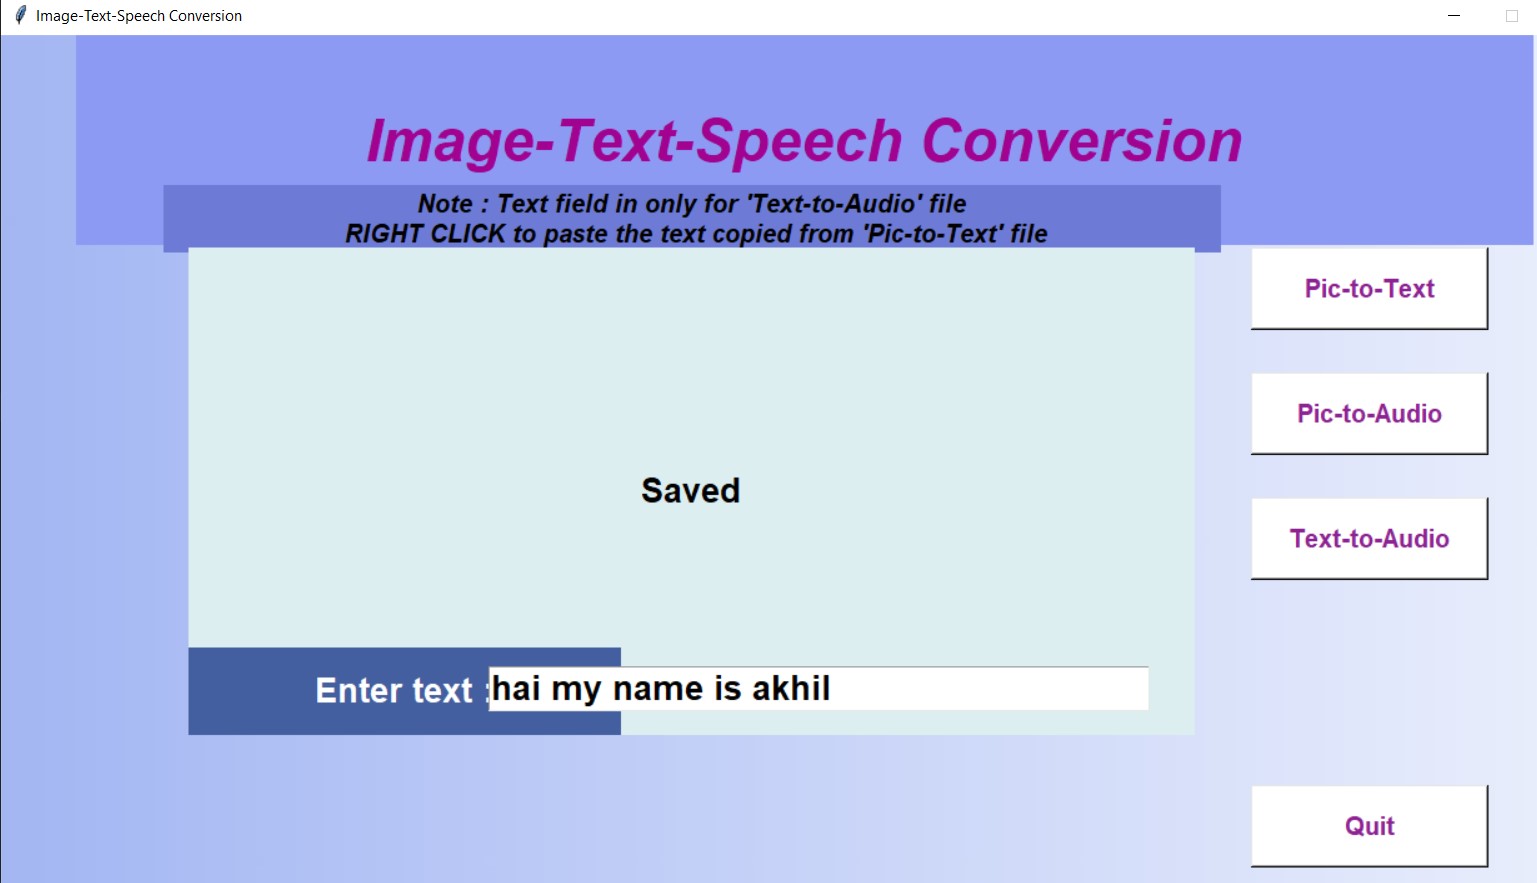 Image-Text-Speech Conversion
Image-Text-Speech Conversion
Note : Text field in only for 'Text-to-Audio' file
RIGHT CLICK to paste the text copied from 'Pic-to-Text' file
Pic-to-Text
Pic-to-Audio
Saved
Text-to-Audio
Enter text :hai my name is akhil
Quit